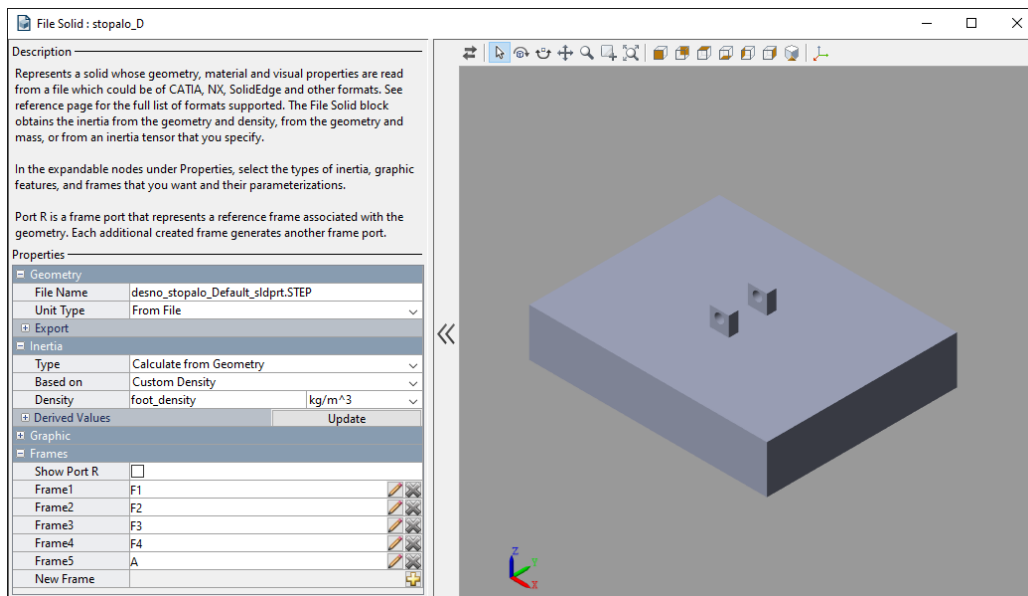 File Solid : stopalo_D
Description
Represents a solid whose geometry, material and visual properties are read
from a file which could be of CATIA, NX, SolidEdge and other formats. See
reference page for the full list of formats supported. The File Solid block
obtains the inertia from the geometry and density, from the geometry and
mass, or from an inertia tensor that you specify.
In the expandable nodes under Properties, select the types of inertia, graphic
features, and frames that you want and their parameterizations.
Port R is a frame port that represents a reference frame associated with the
geometry. Each additional created frame generates another frame port.
Properties
Geometry
File Name desno_stopalo_Default_sldprt.STEP
Unit Type From File
Export
Inertia
Type Calculate from Geometry
Based on Custom Density
Density foot_density kg/m^3
Derived Values Update
Graphic
Frames
Show Port R
Frame1 F1
Frame2 F2
Frame3 F3
Frame4 F4
Frame5 A
New Frame
Z
Y
X